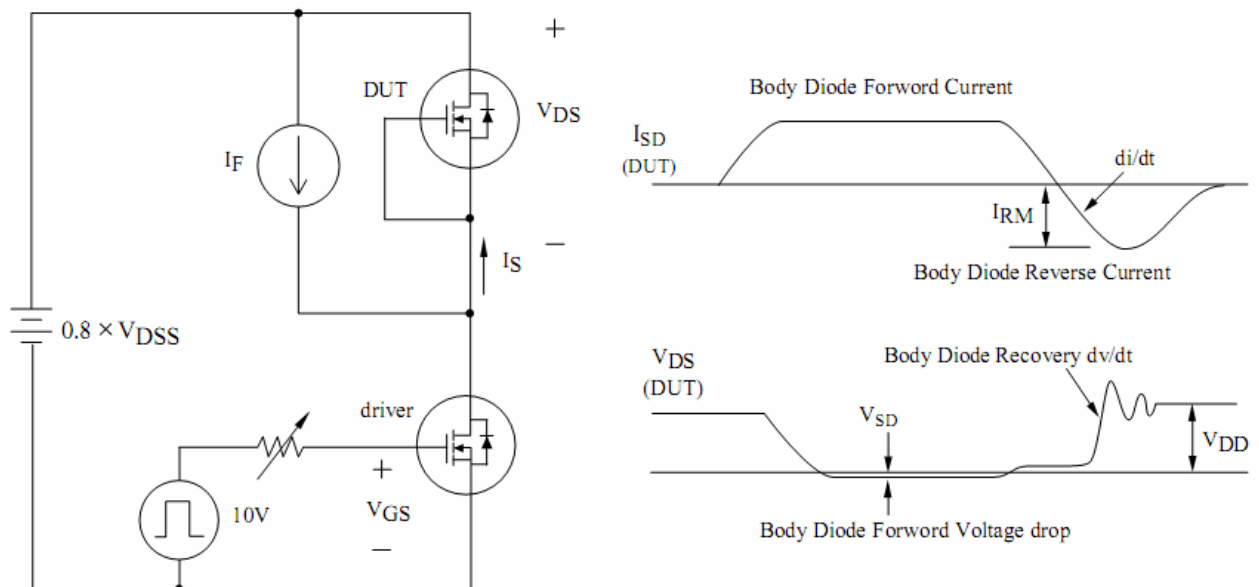 DUT
+
V_DS
−
I_F
I_S
0.8 × V_DSS
driver
10V
+
V_GS
−
Body Diode Forword Current
I_SD
(DUT)
di/dt
I_RM
Body Diode Reverse Current
V_DS
(DUT)
Body Diode Recovery dv/dt
V_SD
V_DD
Body Diode Forword Voltage drop